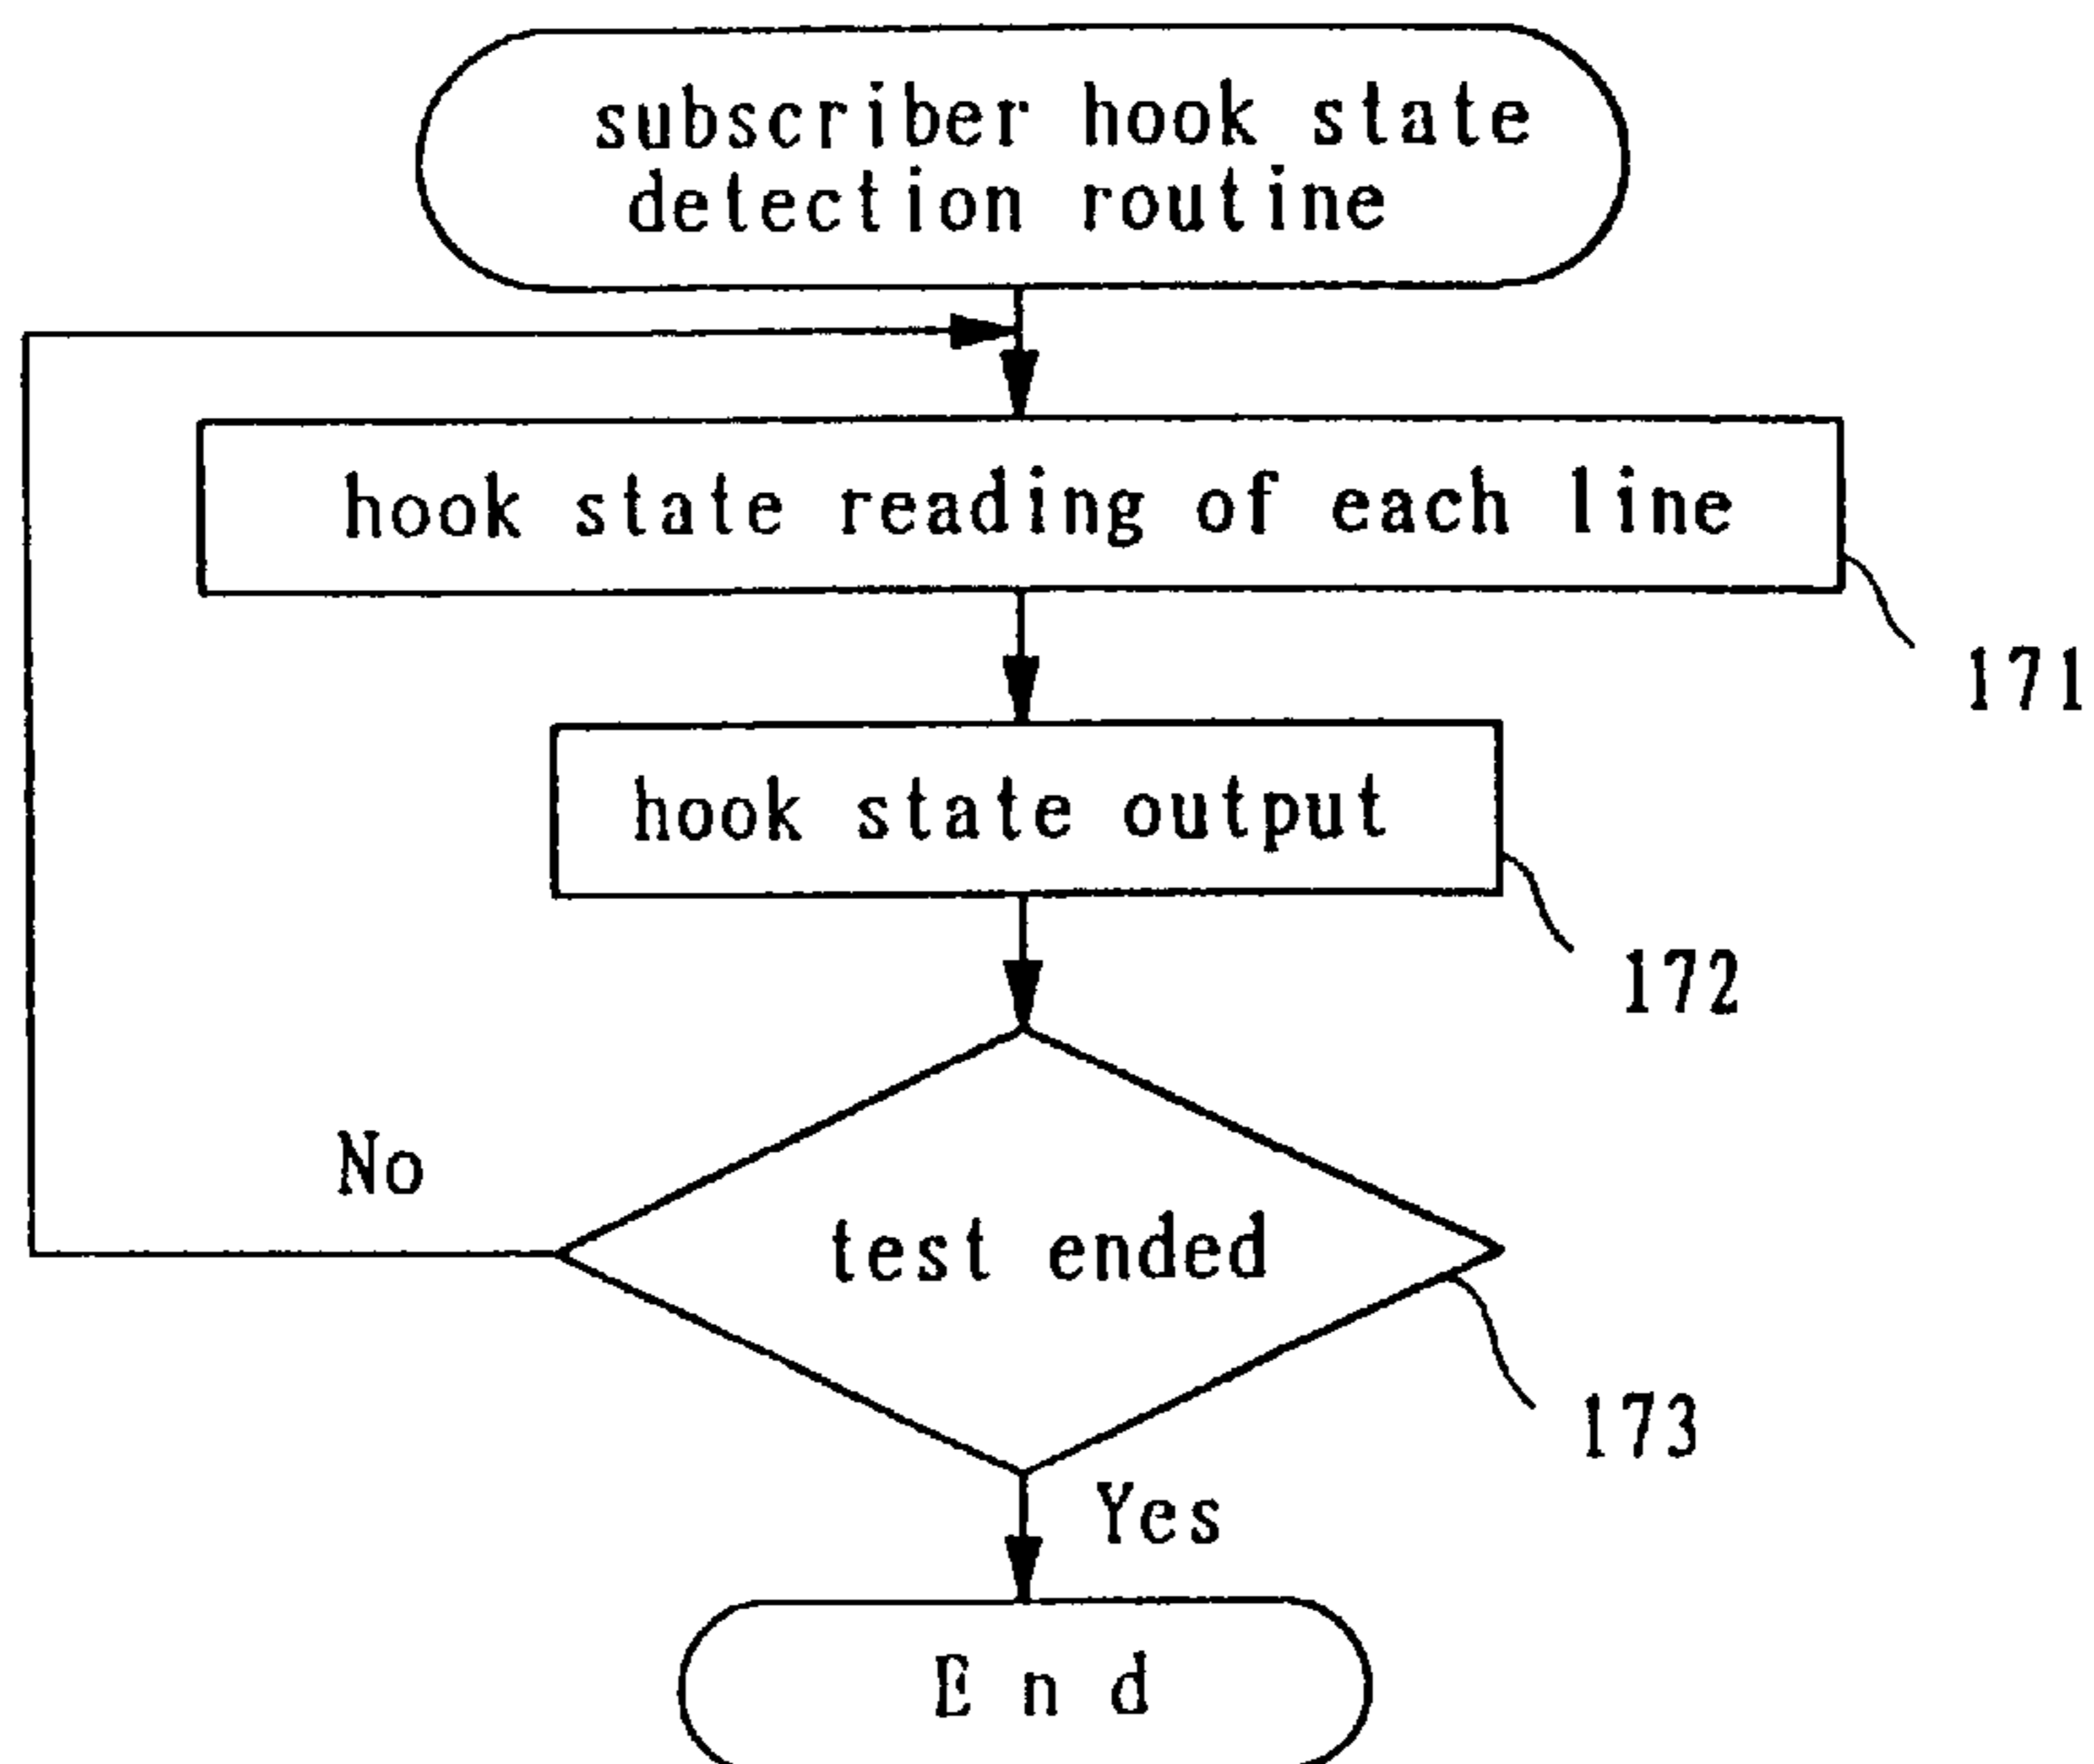 subscriber hook state
detection routine
hook state reading of each line
171
hook state output
172
No
test ended
173
Yes
End